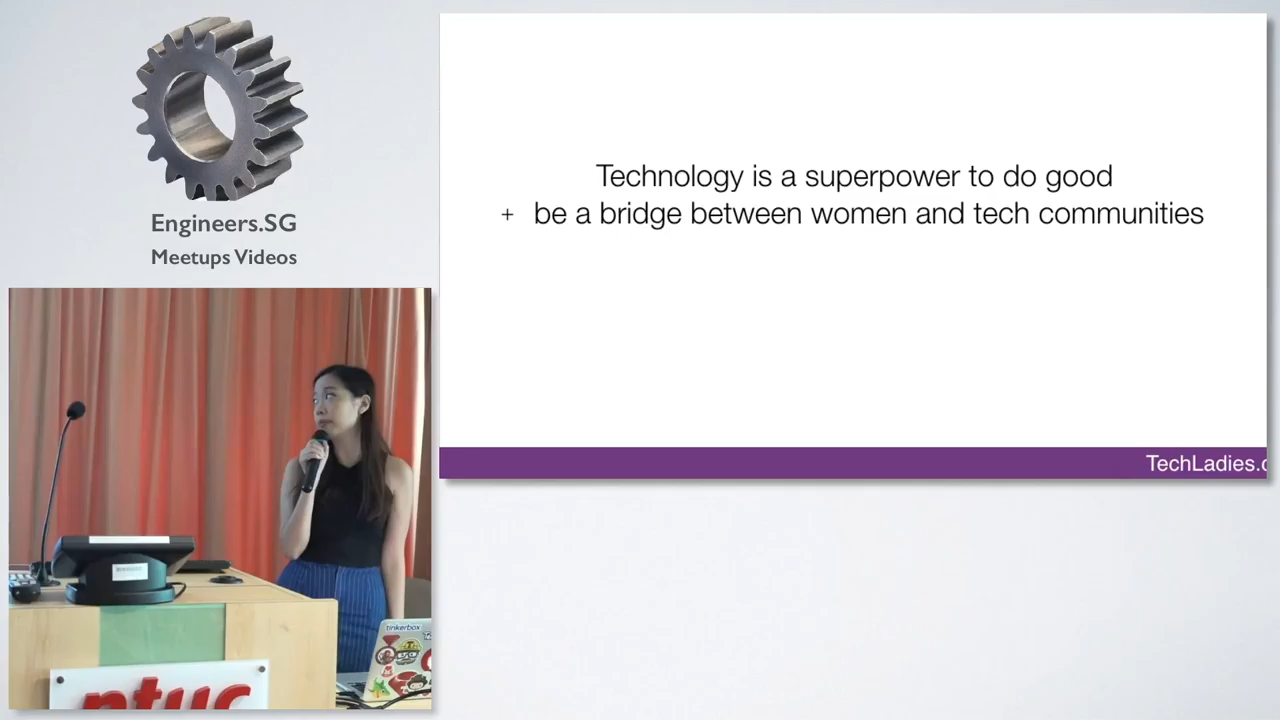 Engineers.SG
Meetups Videos
Technology is a superpower to do good
+ be a bridge between women and tech communities
TechLadies.c
tinkerbox
ntuc